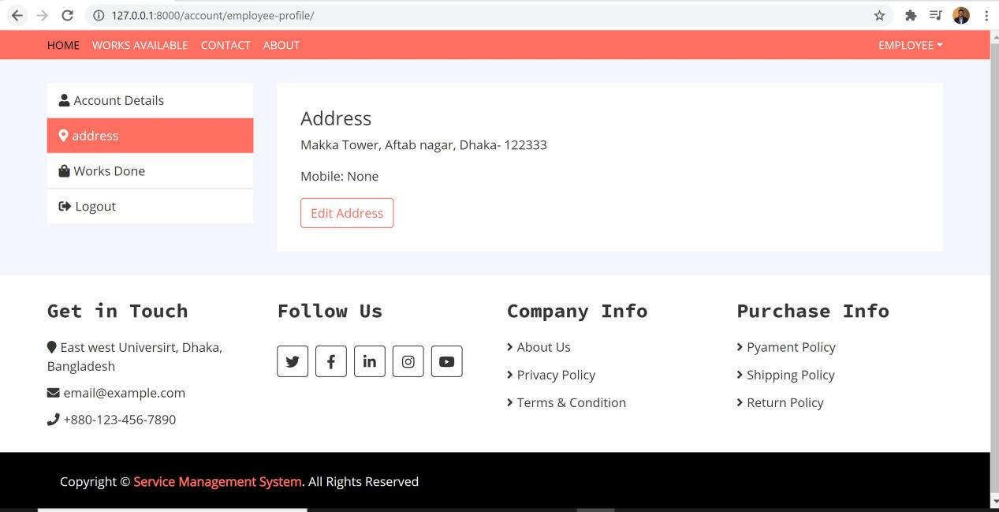 127.0.0.1:8000/account/employee-profile/
HOME WORKS AVAILABLE CONTACT ABOUT EMPLOYEE
Account Details
address
Works Done
Logout
Address
Makka Tower, Aftab nagar, Dhaka- 122333
Mobile: None
Edit Address
Get in Touch
East west Universirt, Dhaka,
Bangladesh
email@example.com
+880-123-456-7890
Follow Us
Company Info
About Us
Privacy Policy
Terms & Condition
Purchase Info
Pyament Policy
Shipping Policy
Return Policy
Copyright © Service Management System. All Rights Reserved